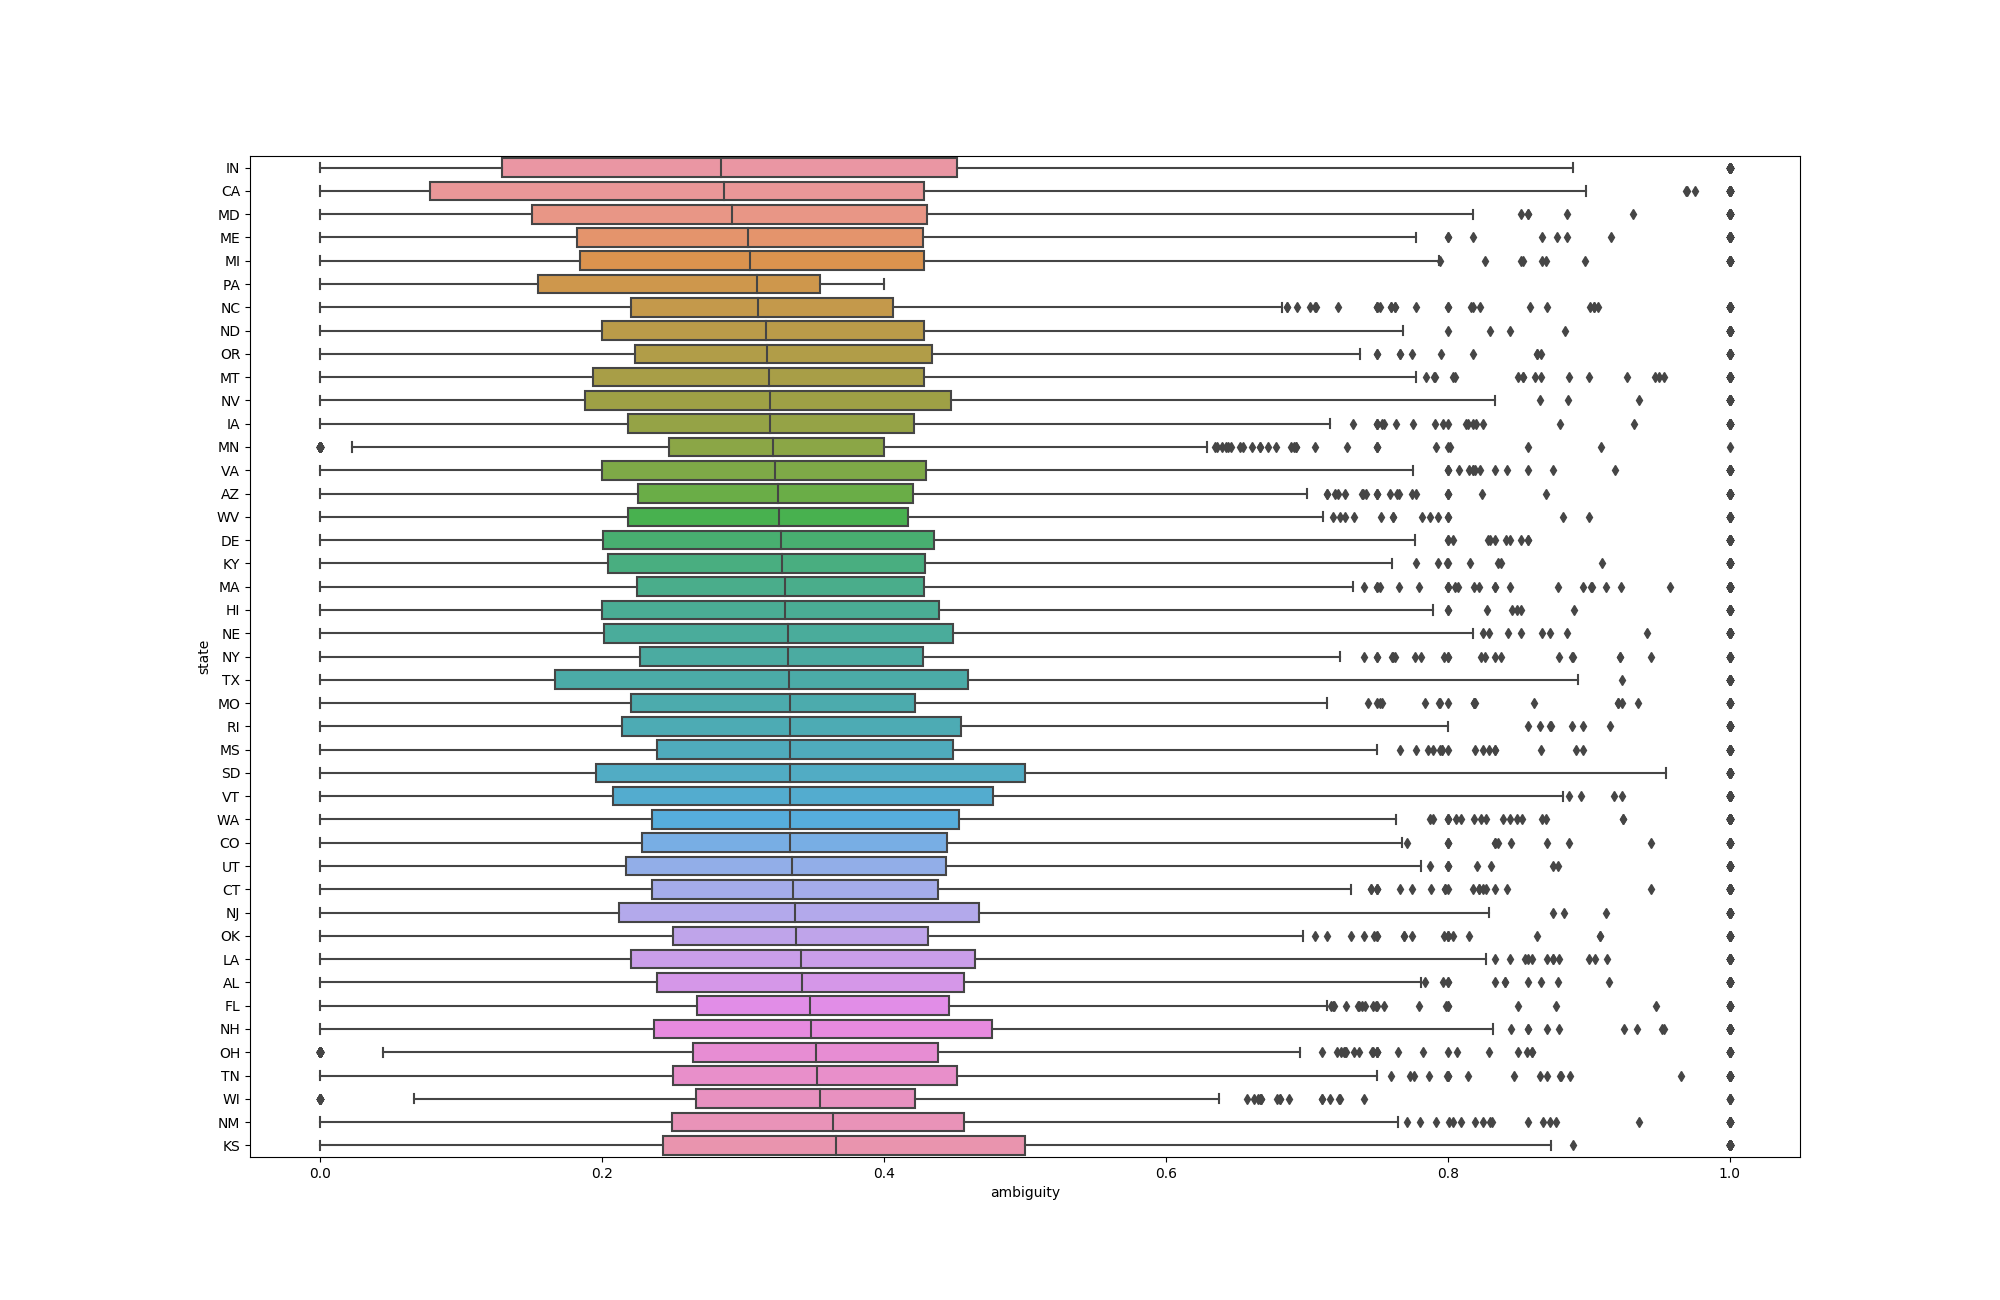 IN
CA
MD
ME
MI
PA
NC
ND
OR
MT
NV
IA
MN
VA
AZ
WV
DE
KY
MA
HI
NE
NY
TX
MO
RI
MS
SD
VT
WA
CO
UT
CT
NJ
OK
LA
AL
FL
NH
OH
TN
WI
NM
KS
state
0.0 0.2 0.4 0.6 0.8 1.0
ambiguity